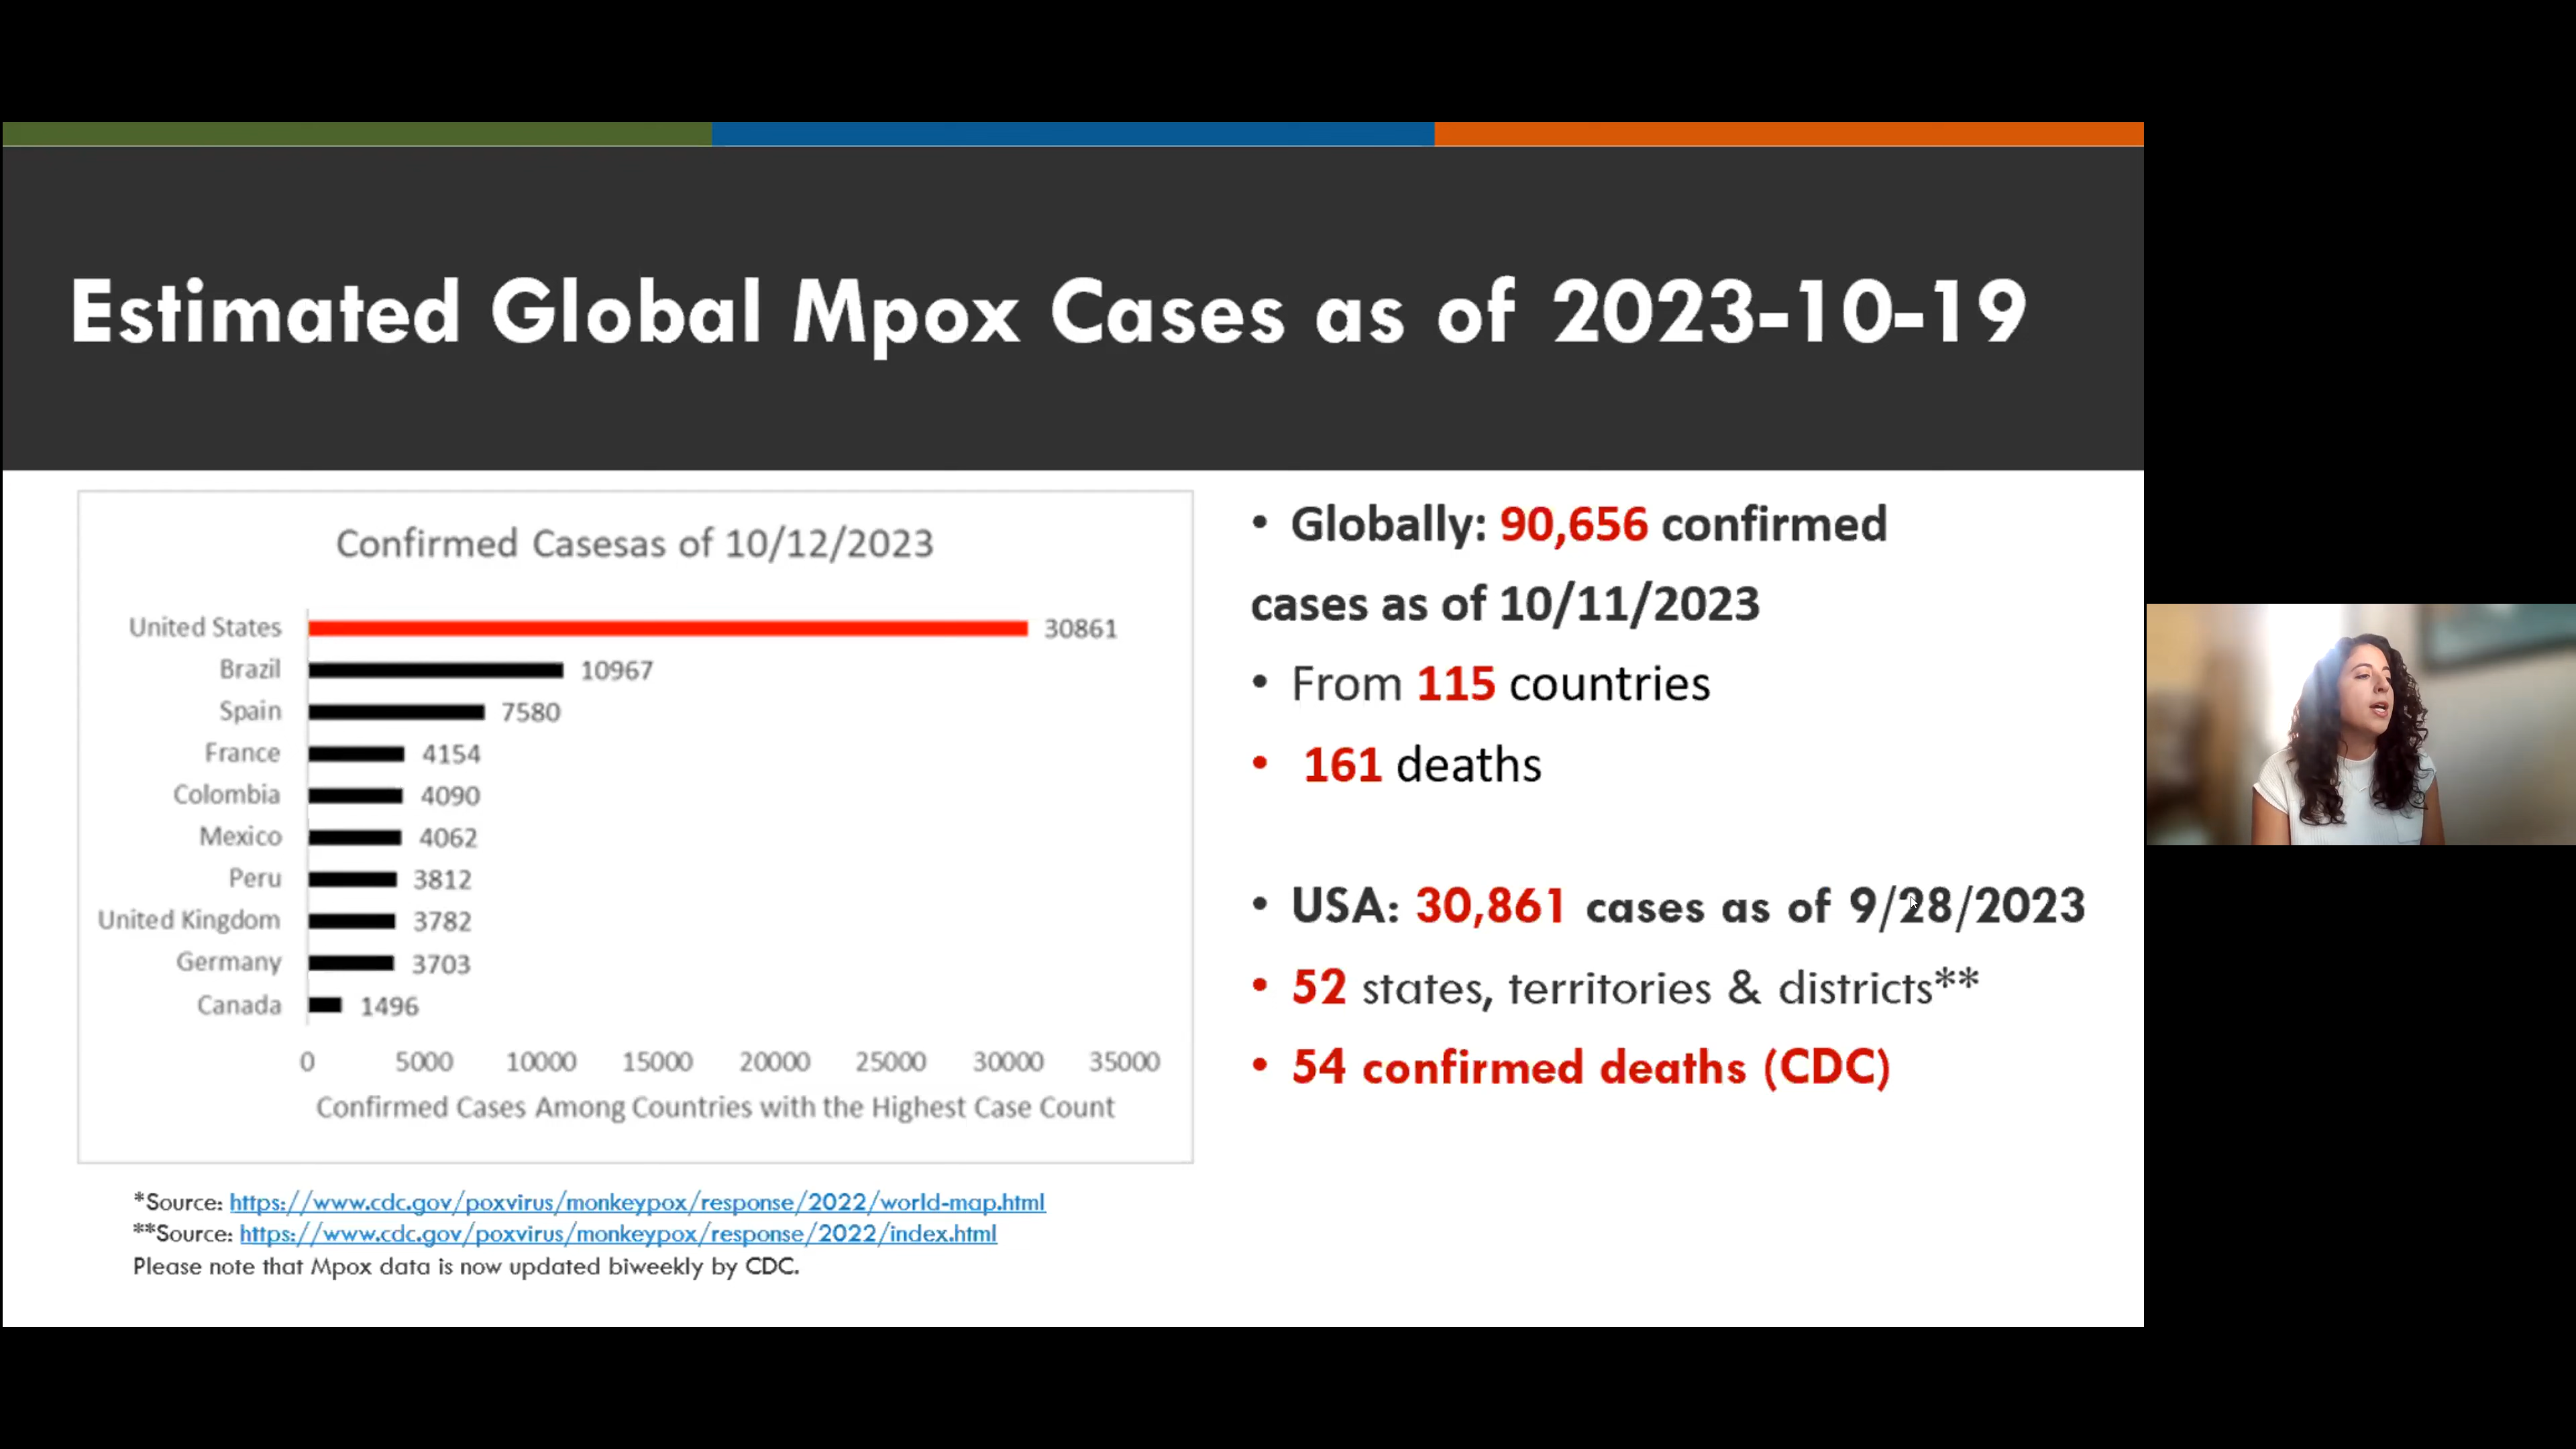 Estimated Global Mpox Cases as of 2023-10-19
Confirmed Casesas of 10/12/2023
United States 30861
Brazil 10967
Spain 7580
France 4154
Colombia 4090
Mexico 4062
Peru 3812
United Kingdom 3782
Germany 3703
Canada 1496
0 5000 10000 15000 20000 25000 30000 35000
Confirmed Cases Among Countries with the Highest Case Count
*Source: https://www.cdc.gov/poxvirus/monkeypox/response/2022/world-map.html
**Source: https://www.cdc.gov/poxvirus/monkeypox/response/2022/index.html
Please note that Mpox data is now updated biweekly by CDC.
• Globally: 90,656 confirmed
cases as of 10/11/2023
• From 115 countries
• 161 deaths
• USA: 30,861 cases as of 9/28/2023
• 52 states, territories & districts**
• 54 confirmed deaths (CDC)